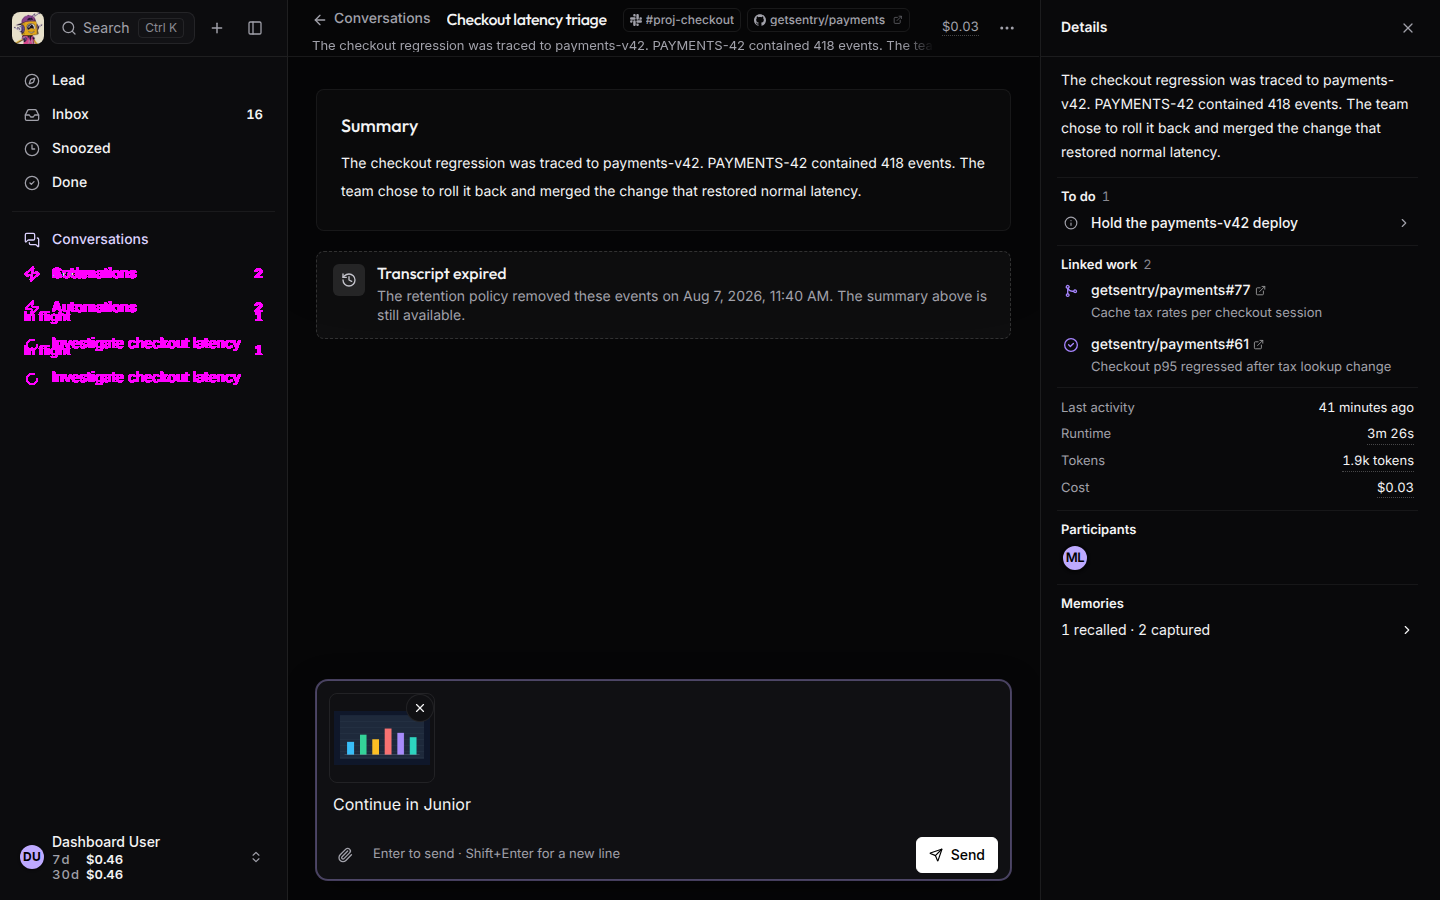 Search Ctrl K
Lead
Inbox 16
Snoozed
Done
Conversations
2
Automations 2
In flight 1
Investigate checkout latency
In flight 1
Investigate checkout latency
Dashboard User
DU
7d $0.46
30d $0.46
Conversations Checkout latency triage #proj-checkout getsentry/payments $0.03
The checkout regression was traced to payments-v42. PAYMENTS-42 contained 418 events. The tea
Summary
The checkout regression was traced to payments-v42. PAYMENTS-42 contained 418 events. The
team chose to roll it back and merged the change that restored normal latency.
Transcript expired
The retention policy removed these events on Aug 7, 2026, 11:40 AM. The summary above is
still available.
Continue in Junior
Enter to send · Shift+Enter for a new line
Send
Details
The checkout regression was traced to payments-
v42. PAYMENTS-42 contained 418 events. The team
chose to roll it back and merged the change that
restored normal latency.
To do 1
Hold the payments-v42 deploy
Linked work 2
getsentry/payments#77
Cache tax rates per checkout session
getsentry/payments#61
Checkout p95 regressed after tax lookup change
Last activity 41 minutes ago
Runtime 3m 26s
Tokens 1.9k tokens
Cost $0.03
Participants
ML
Memories
1 recalled · 2 captured